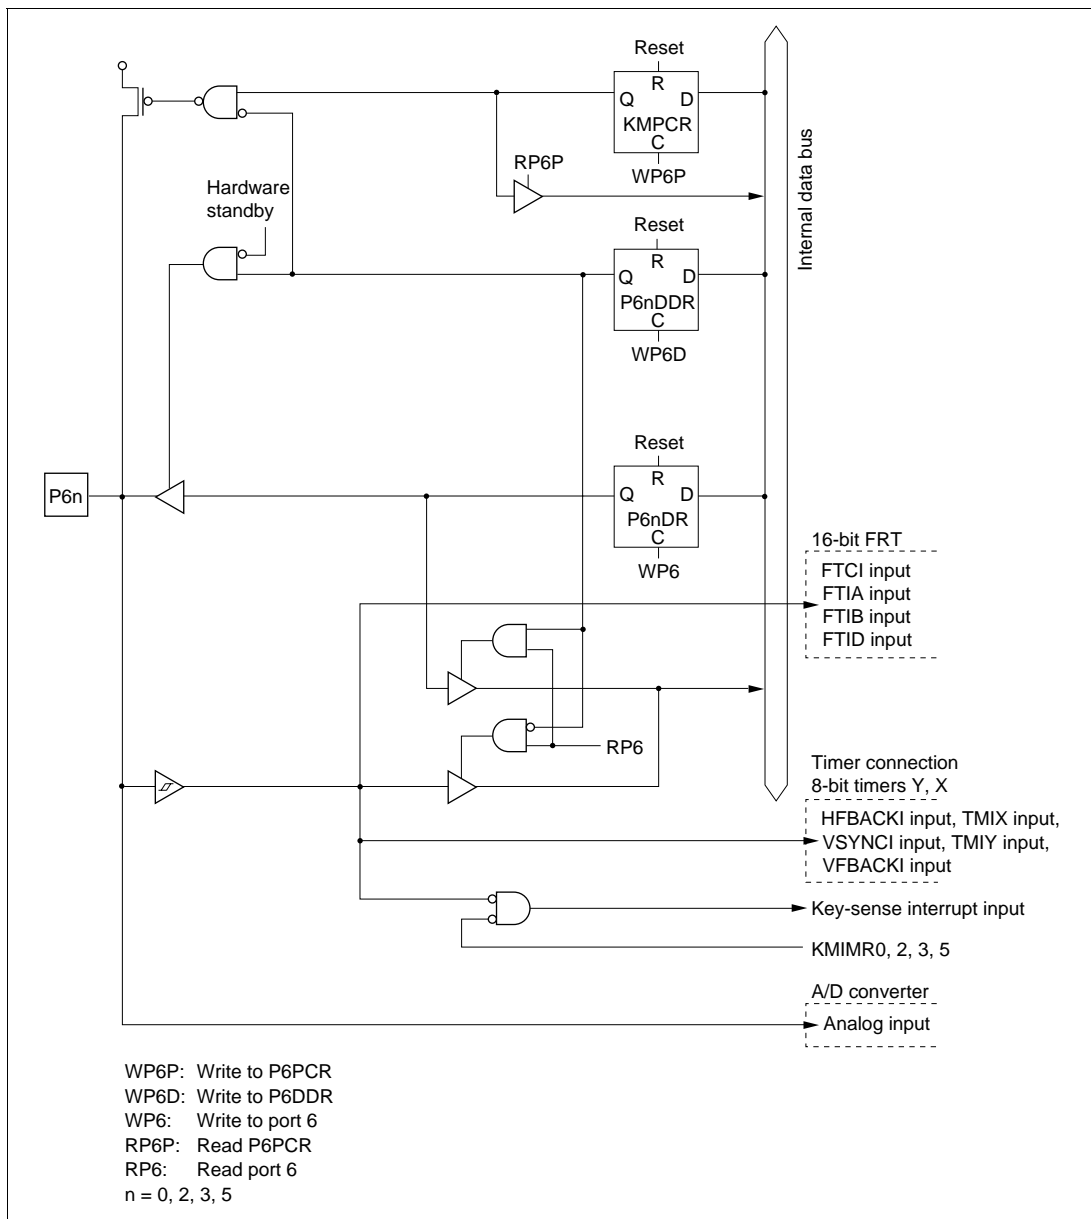 Reset
R
Q D
KMPCR
C
WP6P
RP6P
Hardware
standby
Reset
R
Q D
P6nDDR
C
WP6D
Internal data bus
Reset
R
P6n
Q D
P6nDR
C
WP6
16-bit FRT
FTCI input
FTIA input
FTIB input
FTID input
RP6
Timer connection
8-bit timers Y, X
HFBACKI input, TMIX input,
VSYNCI input, TMIY input,
VFBACKI input
Key-sense interrupt input
KMIMR0, 2, 3, 5
A/D converter
Analog input
WP6P: Write to P6PCR
WP6D: Write to P6DDR
WP6: Write to port 6
RP6P: Read P6PCR
RP6: Read port 6
n = 0, 2, 3, 5